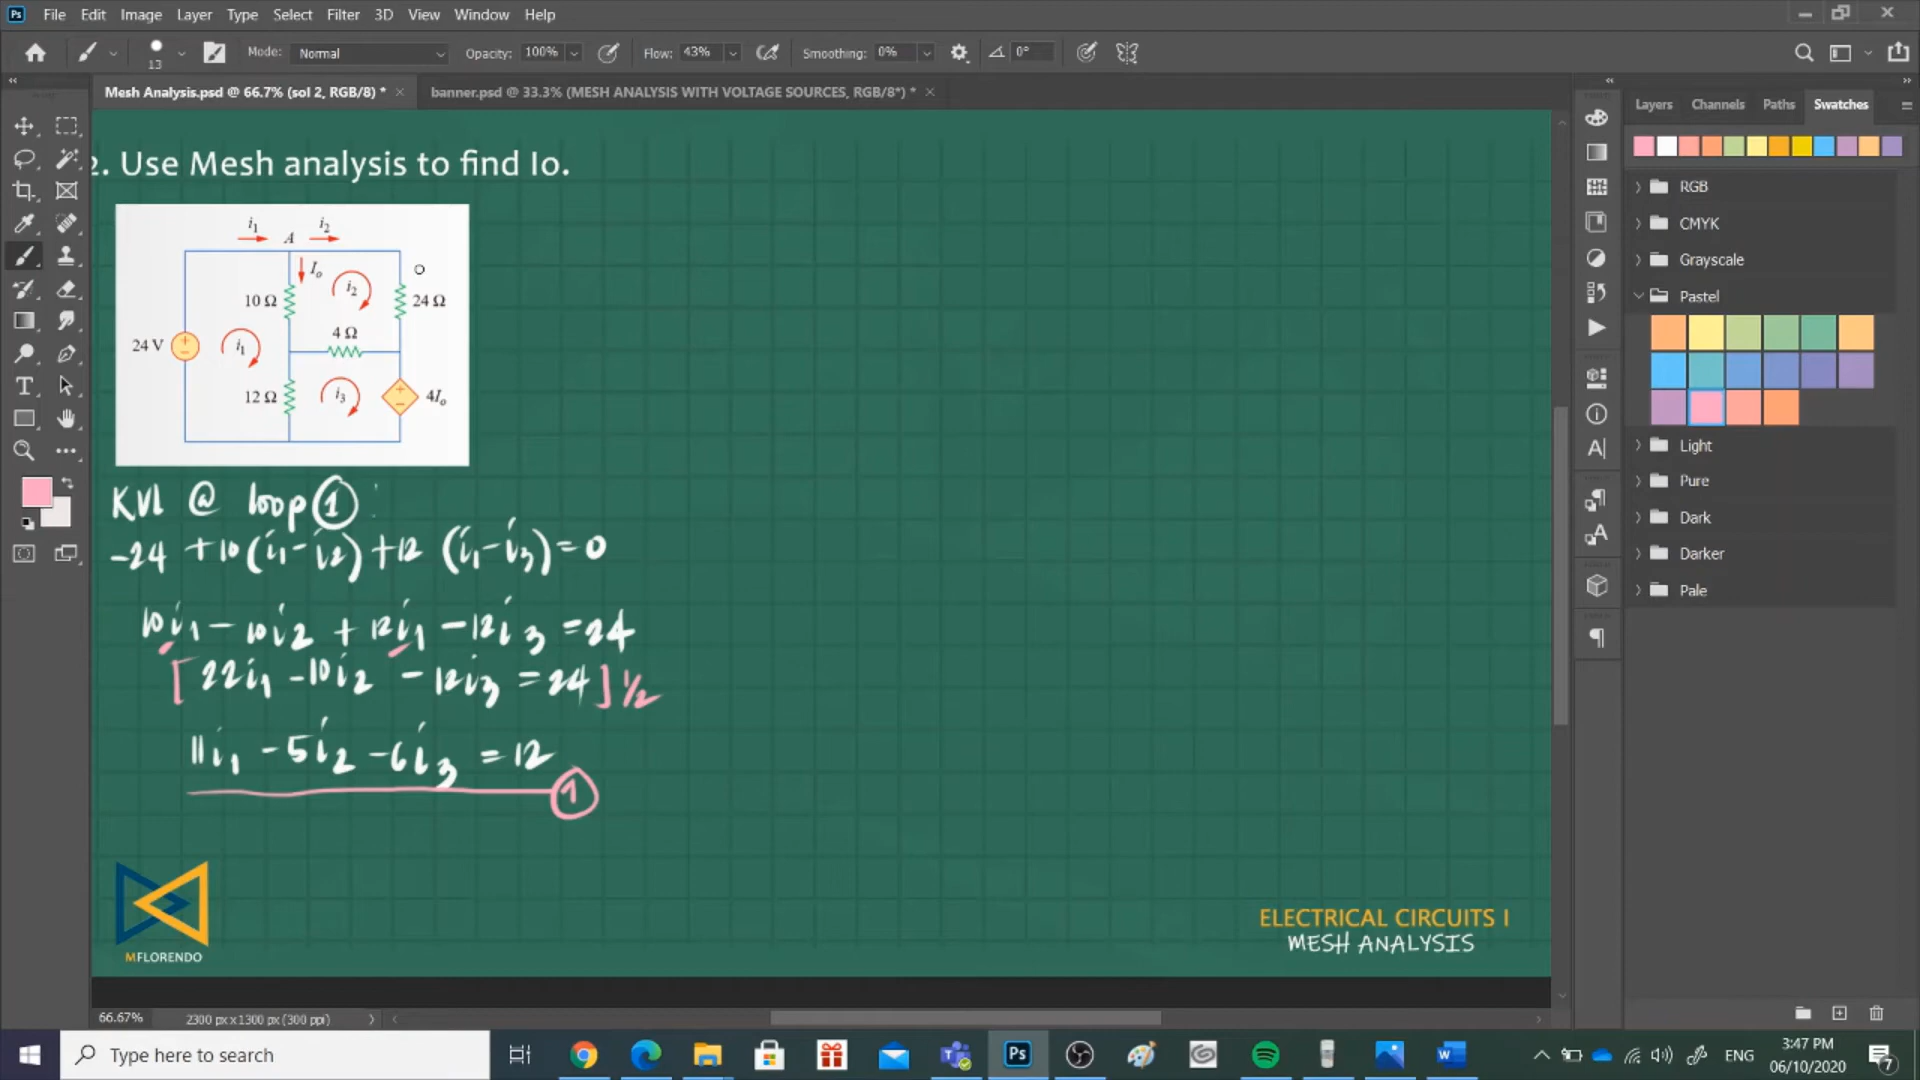 File Edit Image Layer Type Select Filter 3D View Window Help
13 Mode: Normal Opacity: 100% Flow: 43% Smoothing: 0% 0°
Mesh Analysis.psd @ 66.7% (sol 2, RGB/8) * × banner.psd @ 33.3% (MESH ANALYSIS WITH VOLTAGE SOURCES, RGB/8*) * ×
2. Use Mesh analysis to find Io.
i1 A i2
Io
i2
10 Ω 24 Ω
4 Ω
24 V i1
12 Ω i3 4Io
KVL @ loop ① :
-24 +10(i1-i2)+12 (i1-i3)=0
10i1 - 10i2 + 12i1 - 12i3 = 24
[ 22i1 -10i2 - 12i3 = 24 ] 1/2
11i1 - 5i2 - 6i3 = 12
①
MFLORENDO
ELECTRICAL CIRCUITS I
MESH ANALYSIS
Layers Channels Paths Swatches
RGB
CMYK
Grayscale
Pastel
Light
Pure
Dark
Darker
Pale
66.67% 2300 px x 1300 px (300 ppi)
Type here to search
ENG
3:47 PM
06/10/2020
7